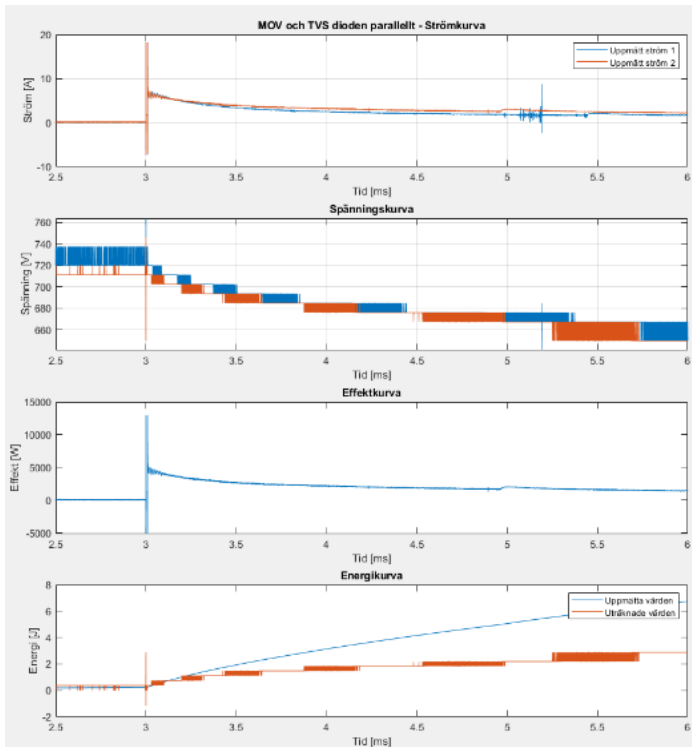 MOV och TVS dioden parallellt - Strömkurva
20
10
0
-10
Ström [A]
Uppmätt ström 1
Uppmätt ström 2
2.5 3 3.5 4 4.5 5 5.5 6
Tid [ms]
Spänningskurva
760
740
720
700
680
660
Spänning [V]
2.5 3 3.5 4 4.5 5 5.5 6
Tid [ms]
Effektkurva
15000
10000
5000
0
-5000
Effekt [W]
2.5 3 3.5 4 4.5 5 5.5 6
Tid [ms]
Energikurva
8
6
4
2
0
-2
Energi [J]
Uppmätta värden
Uträknade värden
2.5 3 3.5 4 4.5 5 5.5 6
Tid [ms]